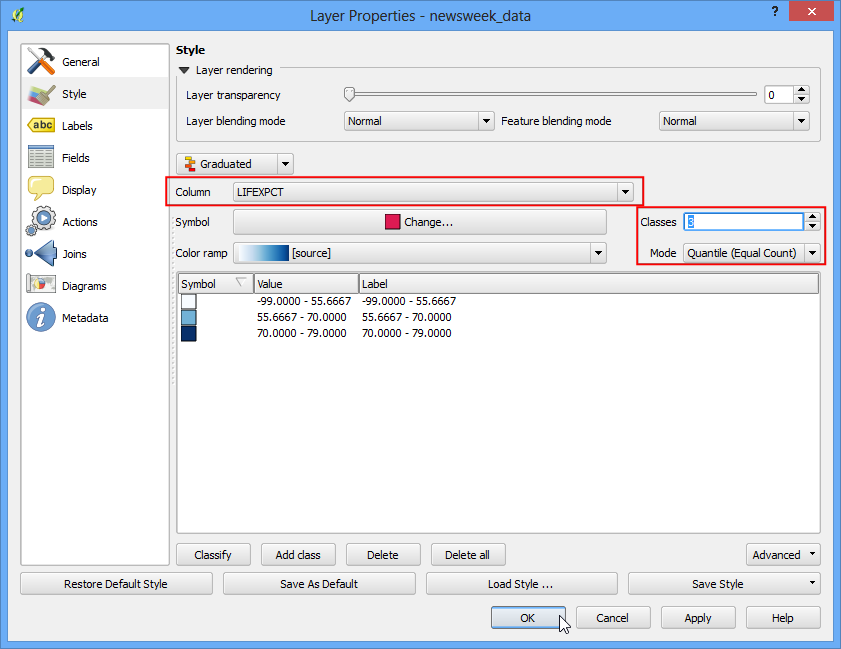 Layer Properties - newsweek_data
?
General
Style
abc Labels
Fields
Display
Actions
Joins
Diagrams
i Metadata
Style
Layer rendering
Layer transparency 0
Layer blending mode Normal Feature blending mode Normal
Graduated
Column LIFEXPCT
Symbol Change... Classes 3
Color ramp [source] Mode Quantile (Equal Count)
Symbol Value Label
-99.0000 - 55.6667 -99.0000 - 55.6667
55.6667 - 70.0000 55.6667 - 70.0000
70.0000 - 79.0000 70.0000 - 79.0000
Classify Add class Delete Delete all Advanced
Restore Default Style Save As Default Load Style ... Save Style
OK Cancel Apply Help